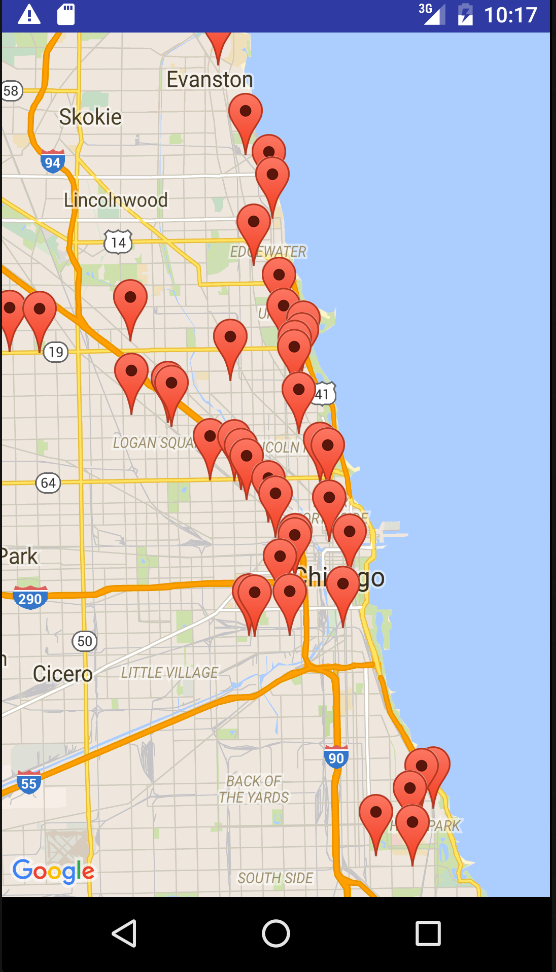 3G 10:17
Evanston
58
Skokie
94
Lincolnwood
14
EDGEWATER
U
19
41
LOGAN SQUA
NCOLN
64
Park
Chicago
290
50
Cicero
LITTLE VILLAGE
90
55
BACK OF
THE YARDS
PARK
SOUTH SIDE
Google